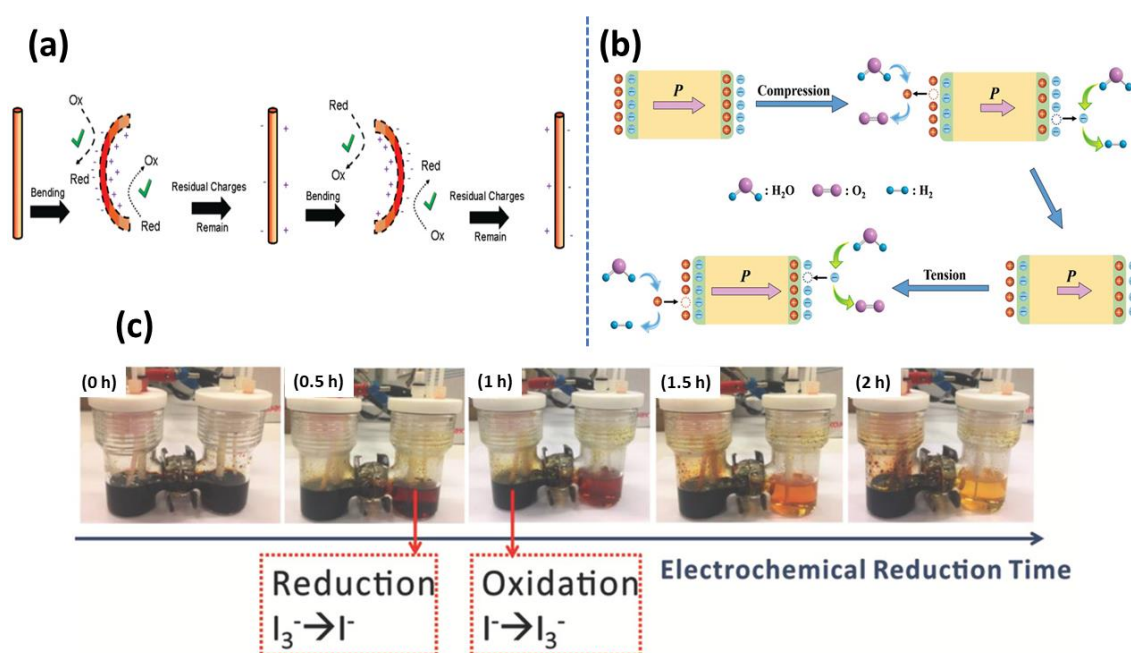 (a)
Ox
Red
Bending
Ox
Red
Residual Charges
Remain
Red
Ox
Bending
Red
Ox
Residual Charges
Remain
(b)
P
Compression
P
: H₂O
: O₂
: H₂
P
Tension
P
(c)
(0 h)
(0.5 h)
(1 h)
(1.5 h)
(2 h)
Electrochemical Reduction Time
Reduction
I₃⁻→I⁻
Oxidation
I⁻→I₃⁻